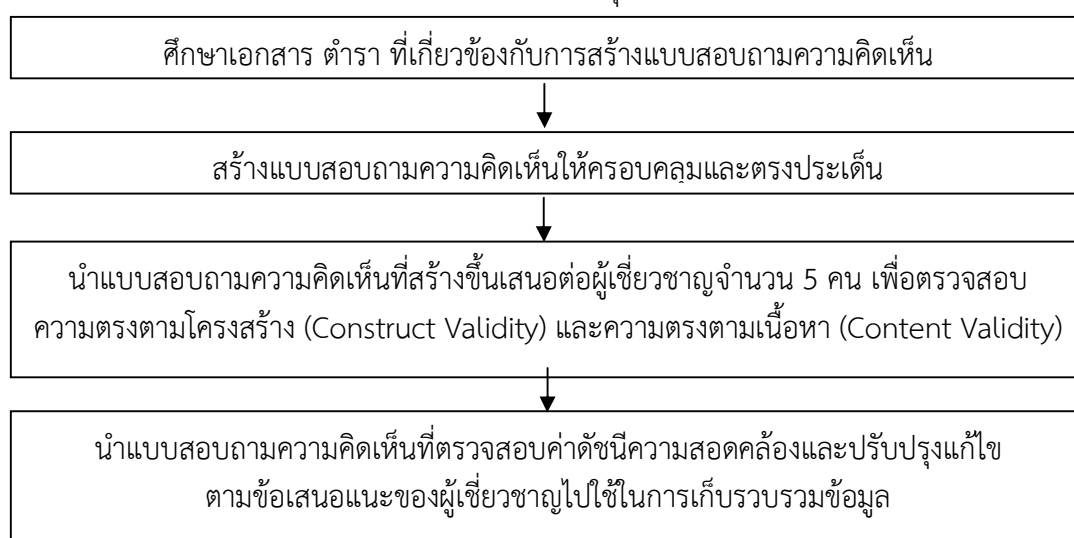 ศึกษาเอกสาร ตำรา ที่เกี่ยวข้องกับการสร้างแบบสอบถามความคิดเห็น
สร้างแบบสอบถามความคิดเห็นให้ครอบคลุมและตรงประเด็น
นำแบบสอบถามความคิดเห็นที่สร้างขึ้นเสนอต่อผู้เชี่ยวชาญจำนวน 5 คน เพื่อตรวจสอบ
ความตรงตามโครงสร้าง (Construct Validity) และความตรงตามเนื้อหา (Content Validity)
นำแบบสอบถามความคิดเห็นที่ตรวจสอบค่าดัชนีความสอดคล้องและปรับปรุงแก้ไข
ตามข้อเสนอแนะของผู้เชี่ยวชาญไปใช้ในการเก็บรวบรวมข้อมูล